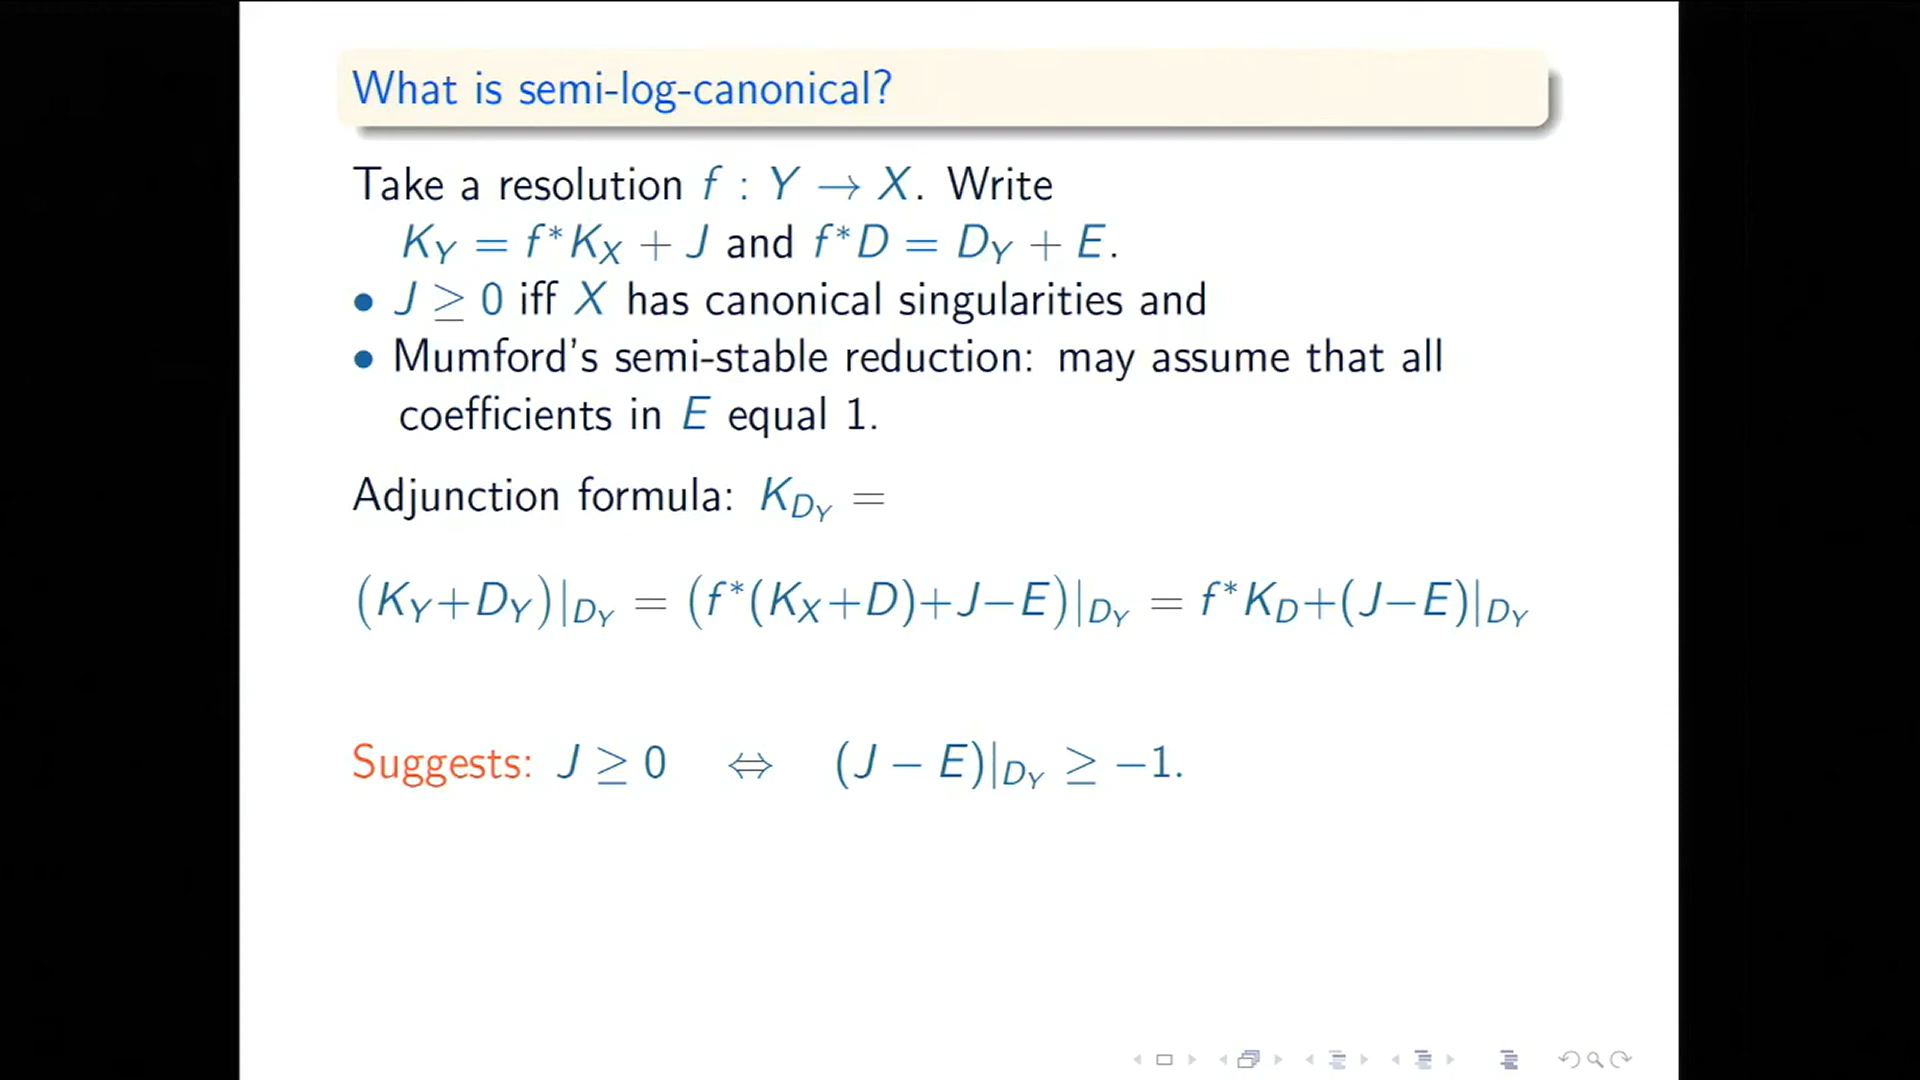 What is semi-log-canonical?
Take a resolution f : Y → X. Write
K_Y = f*K_X + J and f*D = D_Y + E.
• J ≥ 0 iff X has canonical singularities and
• Mumford's semi-stable reduction: may assume that all
coefficients in E equal 1.
Adjunction formula: K_{D_Y} =
(K_Y+D_Y)|_{D_Y} = (f*(K_X+D)+J−E)|_{D_Y} = f*K_D+(J−E)|_{D_Y}
Suggests: J ≥ 0 ⇔ (J − E)|_{D_Y} ≥ −1.